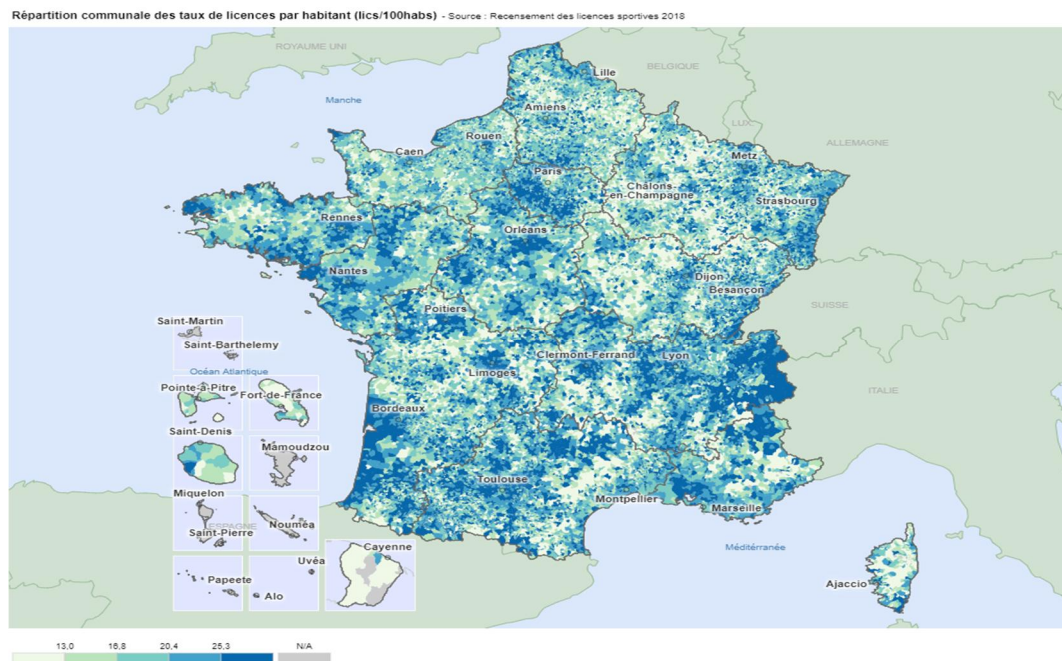 Répartition communale des taux de licences par habitant (lics/100habs) - Source : Recensement des licences sportives 2018
ROYAUME UNI
BELGIQUE
Lille
Manche
Amiens
LUX.
ALLEMAGNE
Rouen
Caen
Metz
Paris
Châlons-
en-Champagne
Strasbourg
Rennes
Orléans
Nantes
Dijon
Besançon
SUISSE
Poitiers
Saint-Martin
Saint-Barthelemy
Clermont-Ferrand
Lyon
Océan Atlantique
Limoges
Pointe-à-Pitre
Fort-de-France
ITALIE
Bordeaux
Saint-Denis
Mamoudzou
Toulouse
Miquelon
Montpellier
Marseille
ESPAGNE
Saint-Pierre
Nouméa
Cayenne
Méditérranée
Uvéa
Papeete
Alo
Ajaccio
13,0 16,8 20,4 25,3 N/A